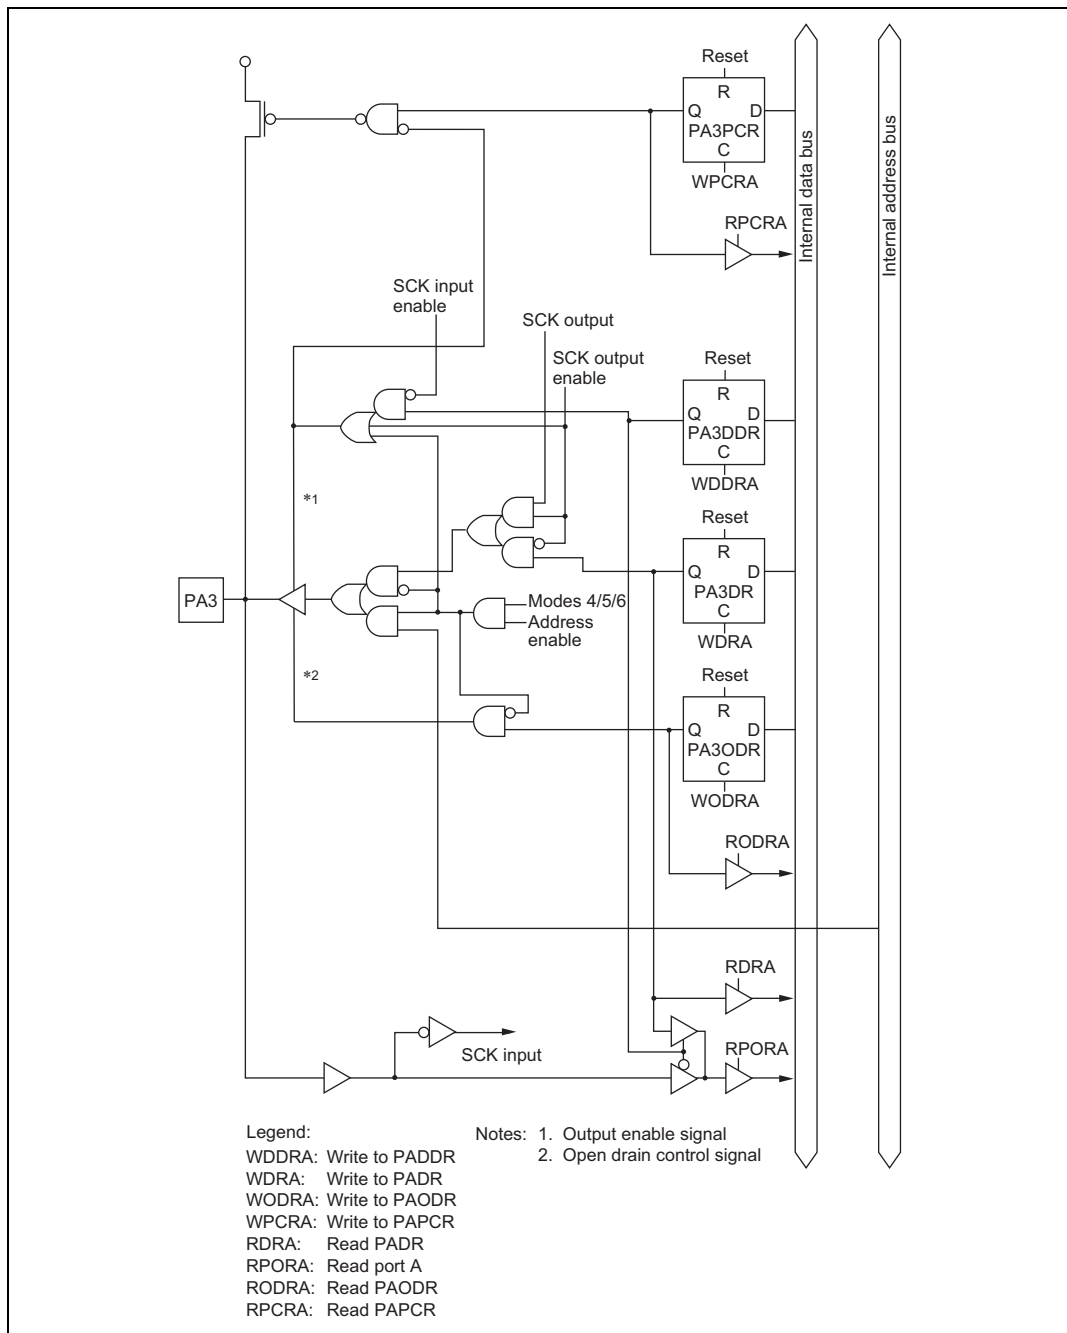 Reset
R
Q D
PA3PCR
C
WPCRA
Internal data bus
Internal address bus
RPCRA
SCK input
enable
SCK output
SCK output
enable
Reset
R
Q D
PA3DDR
C
WDDRA
*1
Reset
R
Q D
PA3DR
C
WDRA
PA3
Modes 4/5/6
Address
enable
*2
Reset
R
Q D
PA3ODR
C
WODRA
RODRA
RDRA
SCK input
RPORA
Legend:
WDDRA: Write to PADDR
WDRA: Write to PADR
WODRA: Write to PAODR
WPCRA: Write to PAPCR
RDRA: Read PADR
RPORA: Read port A
RODRA: Read PAODR
RPCRA: Read PAPCR
Notes: 1. Output enable signal
2. Open drain control signal